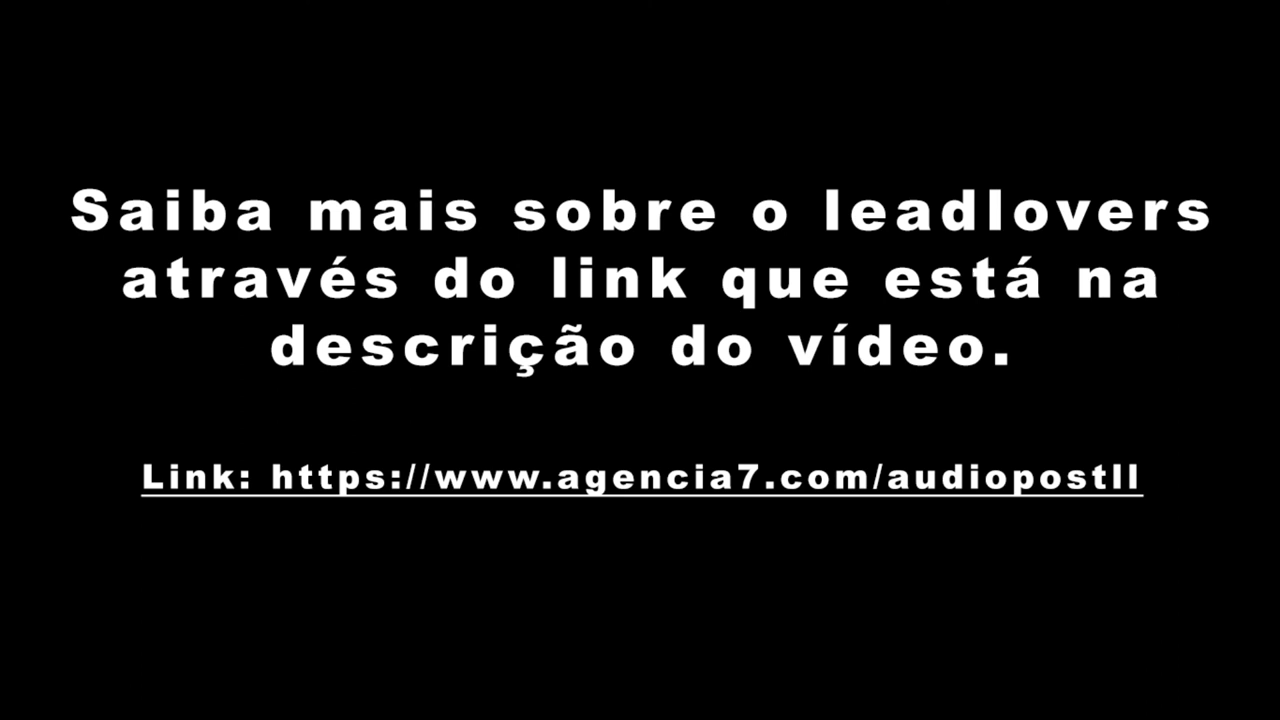 Saiba mais sobre o leadlovers
através do link que está na
descrição do vídeo.
Link: https://www.agencia7.com/audiopostll